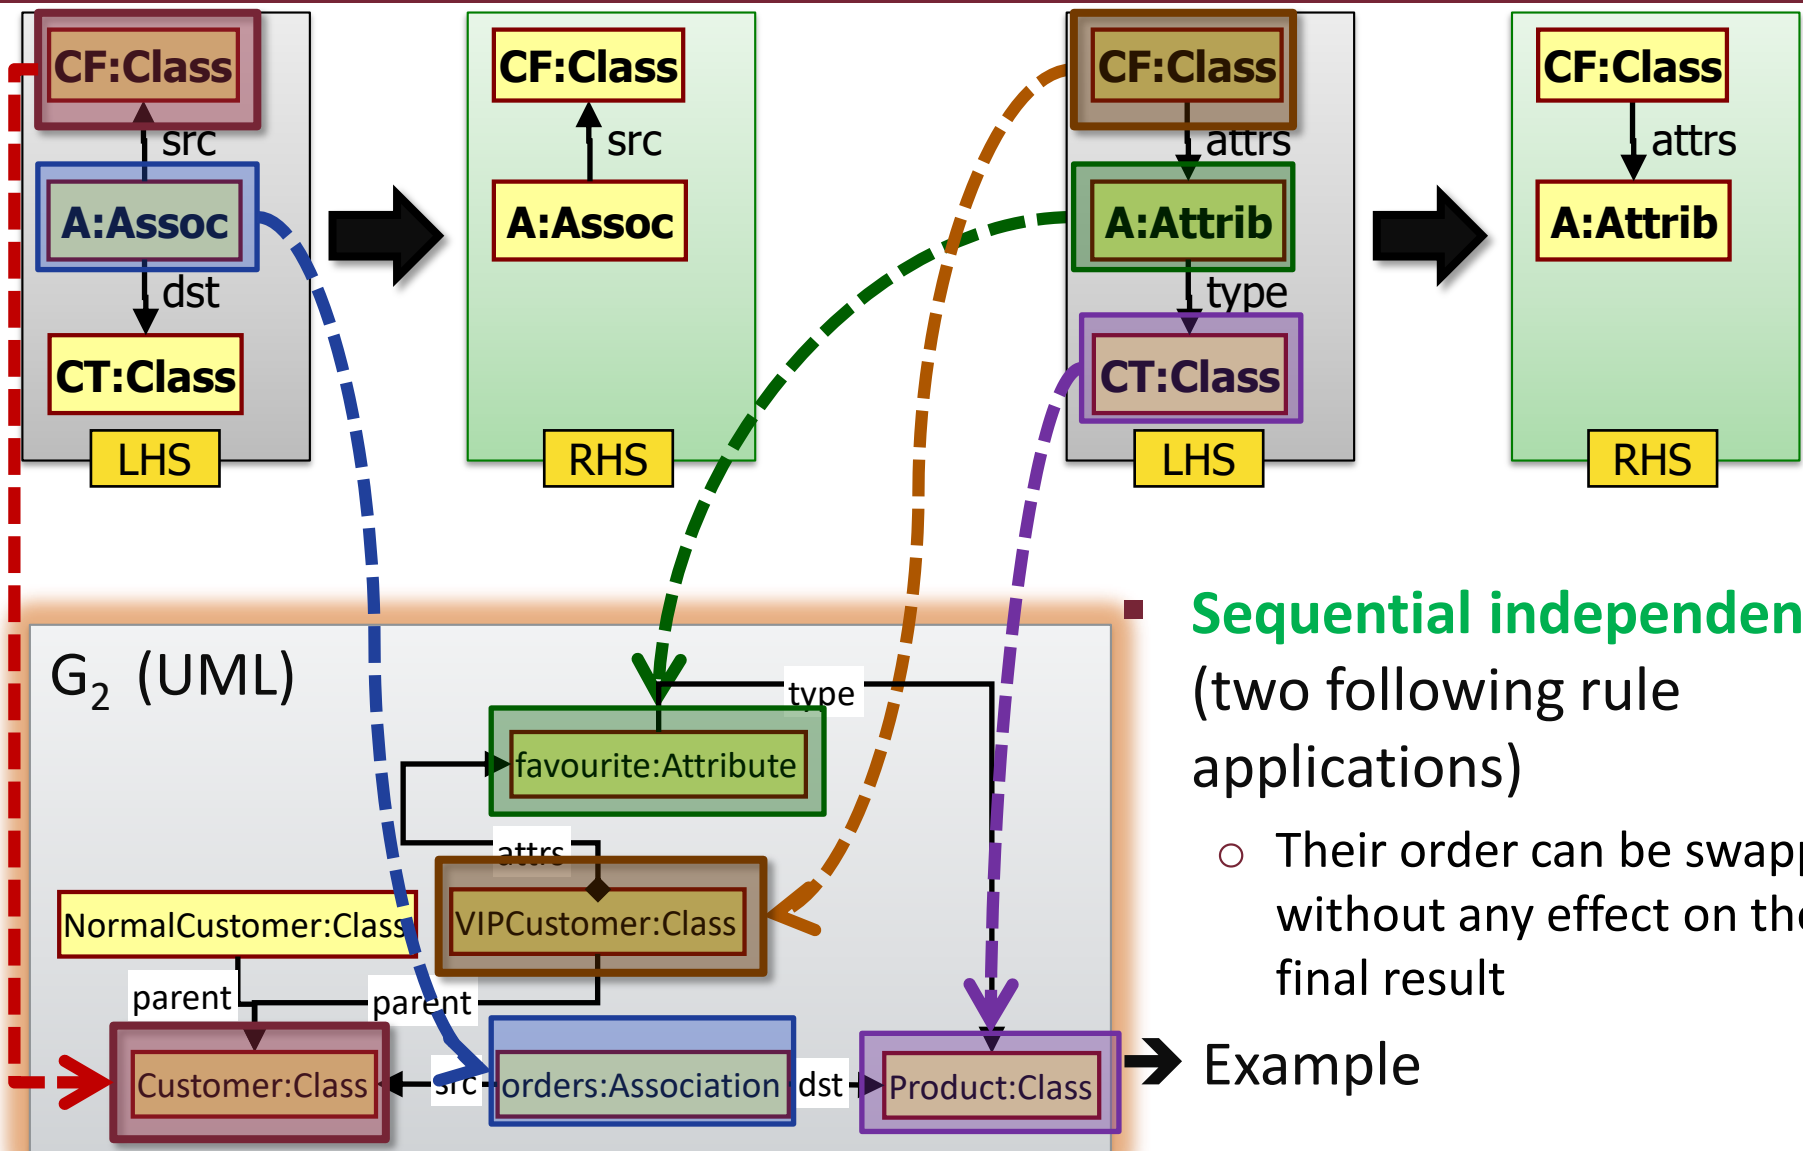 CF:Class
src
A:Assoc
dst
CT:Class
LHS
CF:Class
src
A:Assoc
RHS
CF:Class
attrs
A:Attrib
type
CT:Class
LHS
CF:Class
attrs
A:Attrib
RHS
G2 (UML)
type
favourite:Attribute
attrs
NormalCustomer:Class
VIPCustomer:Class
parent
parent
Customer:Class
src
orders:Association
dst
Product:Class
Sequential independen
(two following rule
applications)
Their order can be swapp
without any effect on the
final result
Example